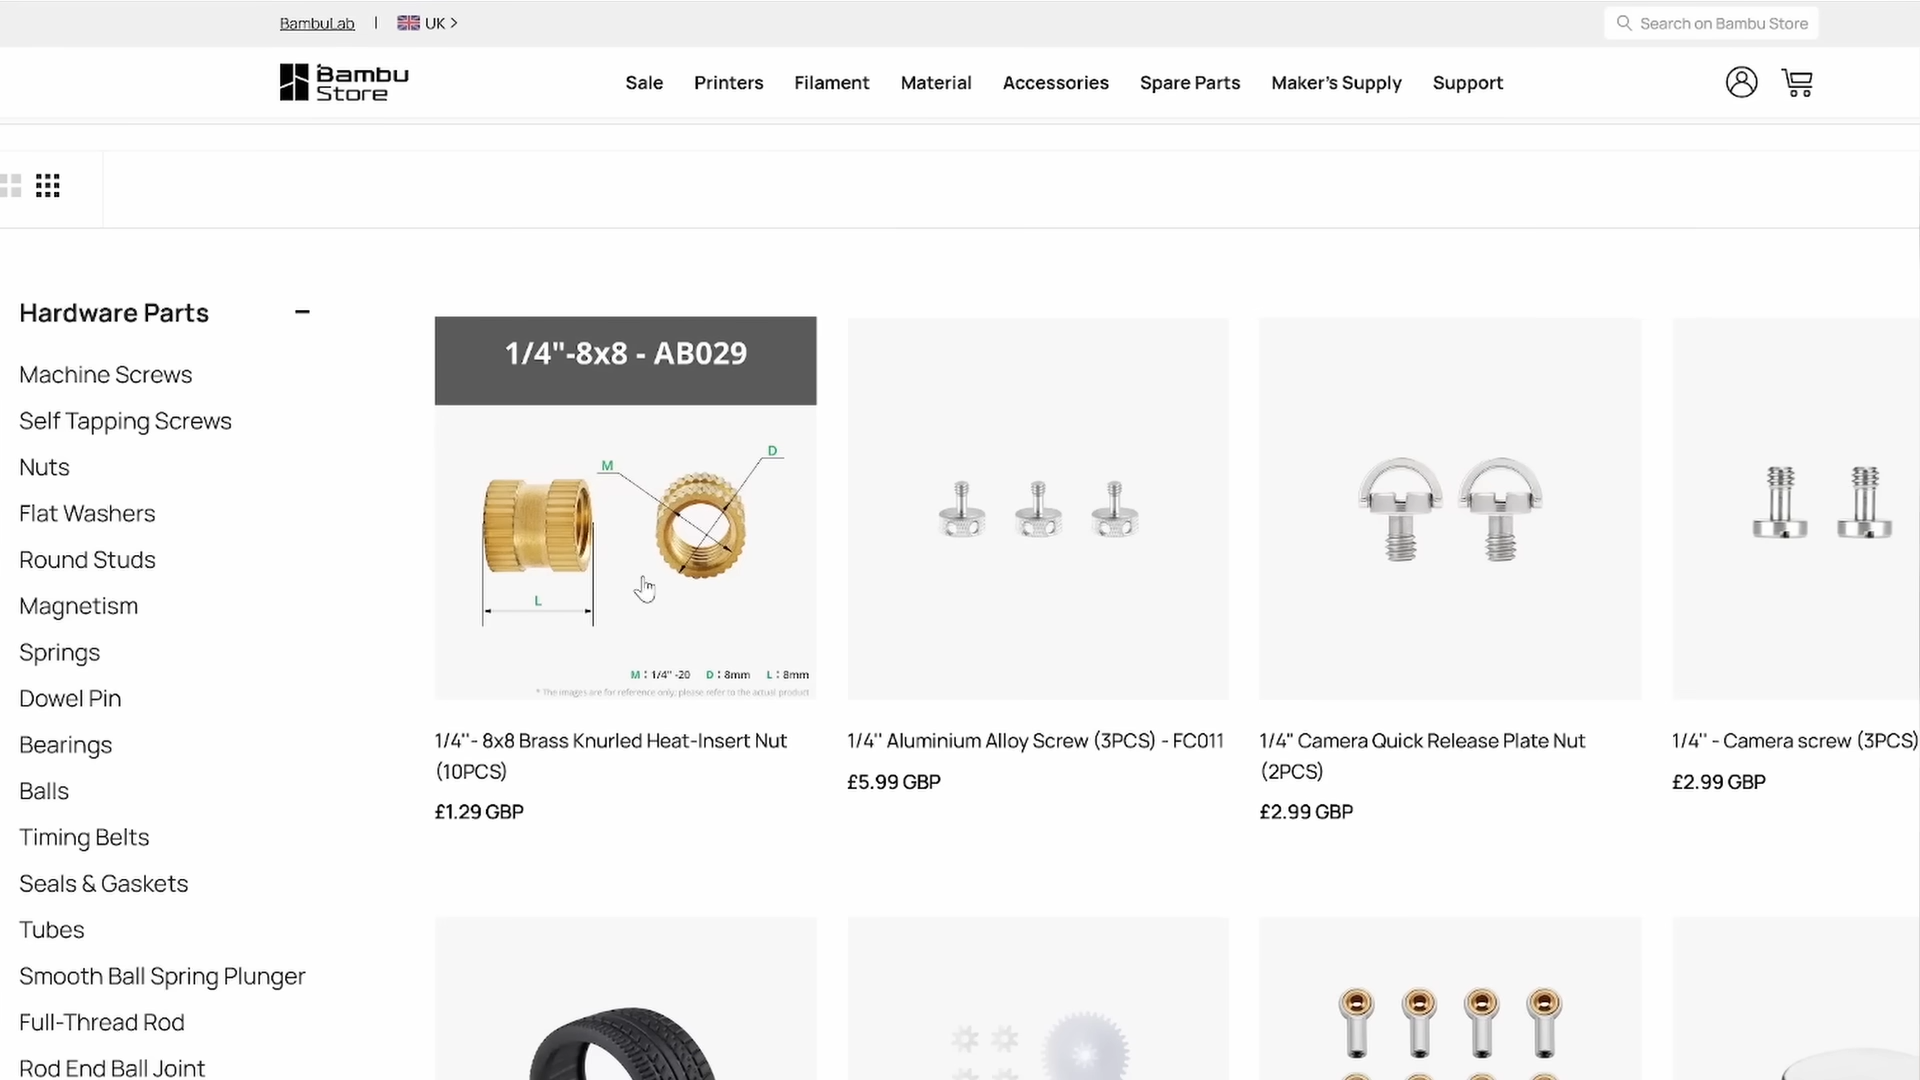 BambuLab
UK
Search on Bambu Store
Bambu
Store
Sale
Printers
Filament
Material
Accessories
Spare Parts
Maker's Supply
Support
Hardware Parts
Machine Screws
Self Tapping Screws
Nuts
Flat Washers
Round Studs
Magnetism
Springs
Dowel Pin
Bearings
Balls
Timing Belts
Seals & Gaskets
Tubes
Smooth Ball Spring Plunger
Full-Thread Rod
Rod End Ball Joint
1/4"-8x8 - AB029
M
D
L
M : 1/4" -20 D : 8mm L : 8mm
* The images are for reference only, please refer to the actual product
1/4''- 8x8 Brass Knurled Heat-Insert Nut
(10PCS)
£1.29 GBP
1/4'' Aluminium Alloy Screw (3PCS) - FC011
£5.99 GBP
1/4" Camera Quick Release Plate Nut
(2PCS)
£2.99 GBP
1/4'' - Camera screw (3PCS)
£2.99 GBP